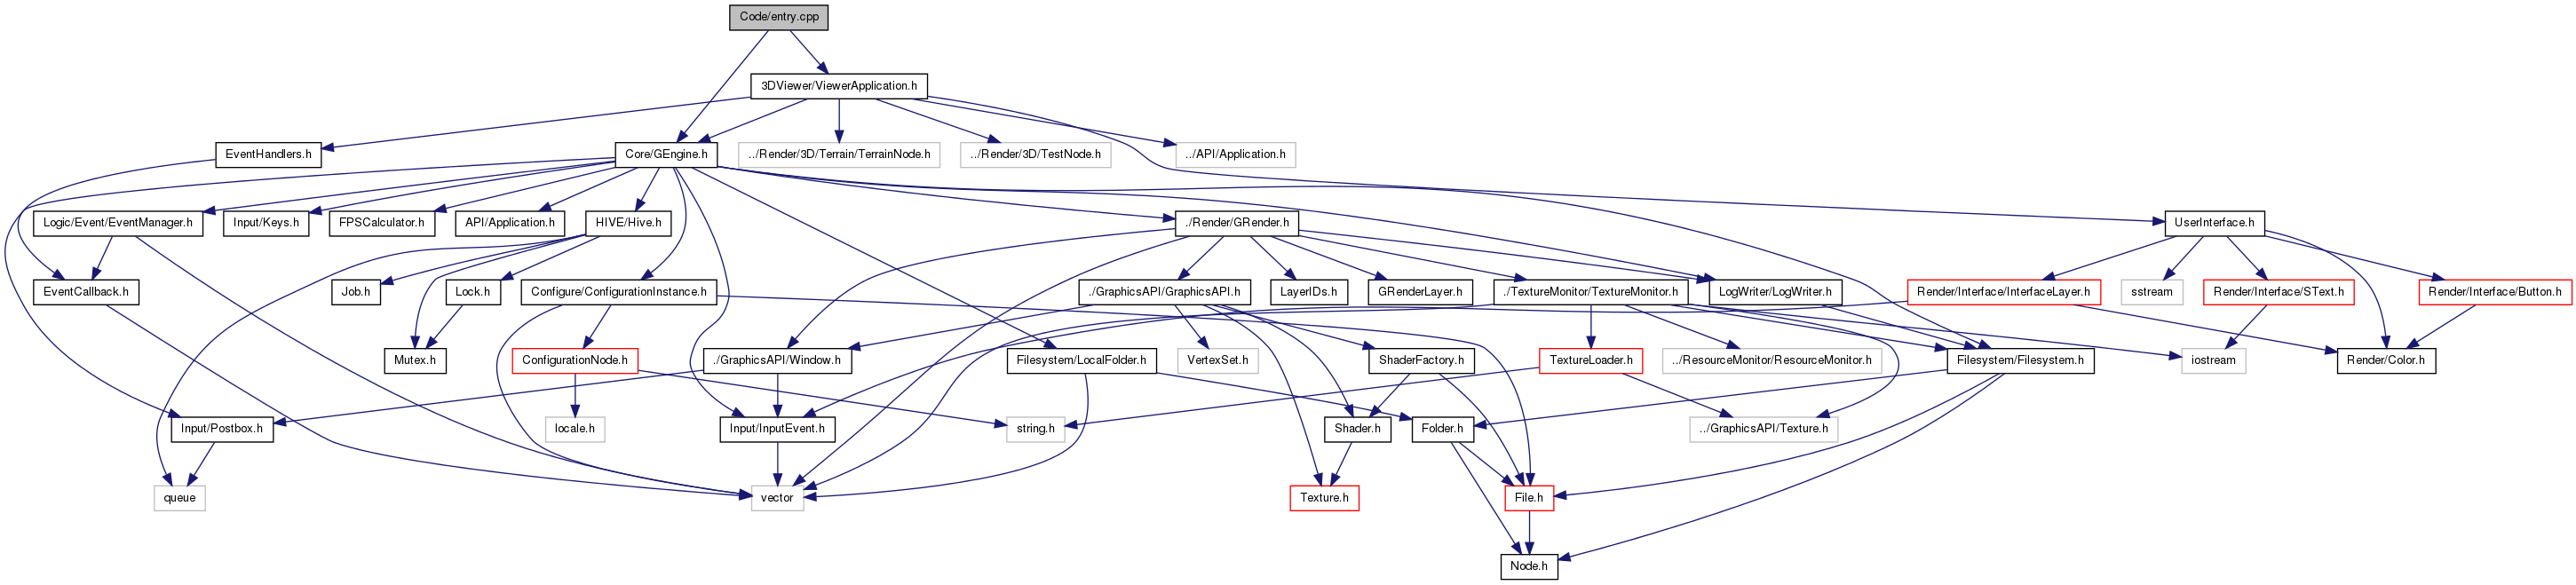 Code/entry.cpp
3DViewer/ViewerApplication.h
EventHandlers.h
Core/GEngine.h
../Render/3D/Terrain/TerrainNode.h
../Render/3D/TestNode.h
../API/Application.h
Logic/Event/EventManager.h
Input/Keys.h
FPSCalculator.h
API/Application.h
HIVE/Hive.h
./Render/GRender.h
UserInterface.h
EventCallback.h
Job.h
Lock.h
Configure/ConfigurationInstance.h
./GraphicsAPI/GraphicsAPI.h
LayerIDs.h
GRenderLayer.h
./TextureMonitor/TextureMonitor.h
LogWriter/LogWriter.h
Render/Interface/InterfaceLayer.h
sstream
Render/Interface/SText.h
Render/Interface/Button.h
Mutex.h
ConfigurationNode.h
./GraphicsAPI/Window.h
Filesystem/LocalFolder.h
VertexSet.h
ShaderFactory.h
TextureLoader.h
../ResourceMonitor/ResourceMonitor.h
Filesystem/Filesystem.h
iostream
Render/Color.h
Input/Postbox.h
locale.h
Input/InputEvent.h
string.h
Shader.h
Folder.h
../GraphicsAPI/Texture.h
queue
vector
Texture.h
File.h
Node.h